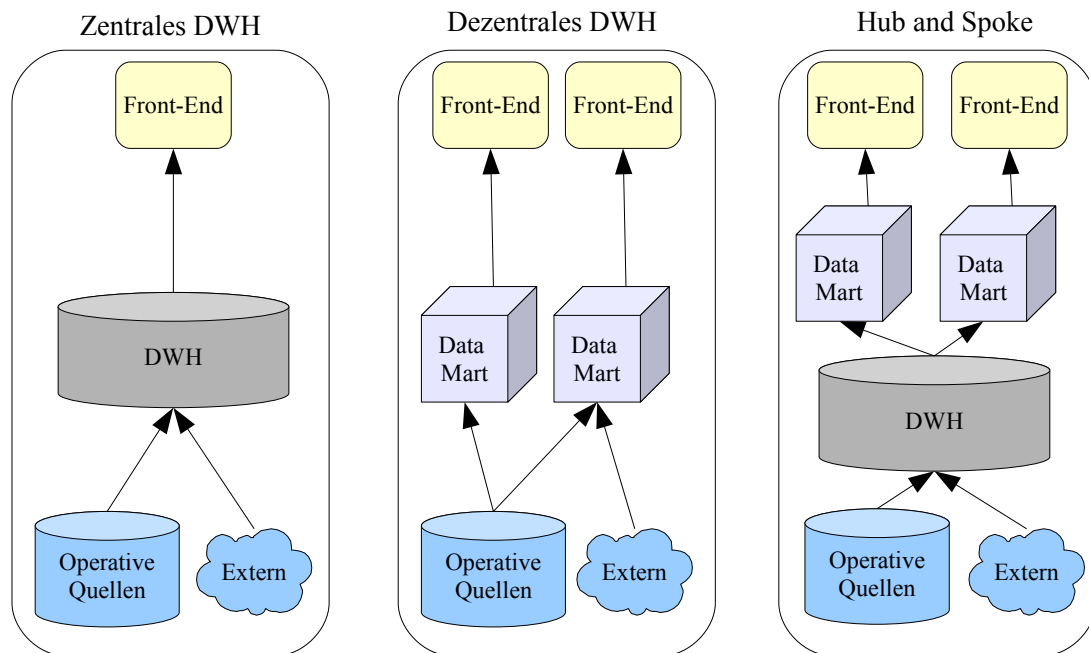 Zentrales DWH
Front-End
DWH
Operative
Quellen
Extern
Dezentrales DWH
Front-End
Front-End
Data
Mart
Data
Mart
Operative
Quellen
Extern
Hub and Spoke
Front-End
Front-End
Data
Mart
Data
Mart
DWH
Operative
Quellen
Extern